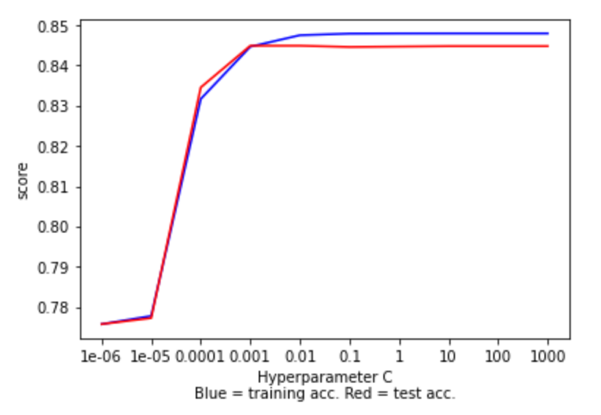 0.85
0.84
0.83
0.82
0.81
0.80
0.79
0.78
score
1e-06 1e-05 0.0001 0.001 0.01 0.1 1 10 100 1000
Hyperparameter C
Blue = training acc. Red = test acc.